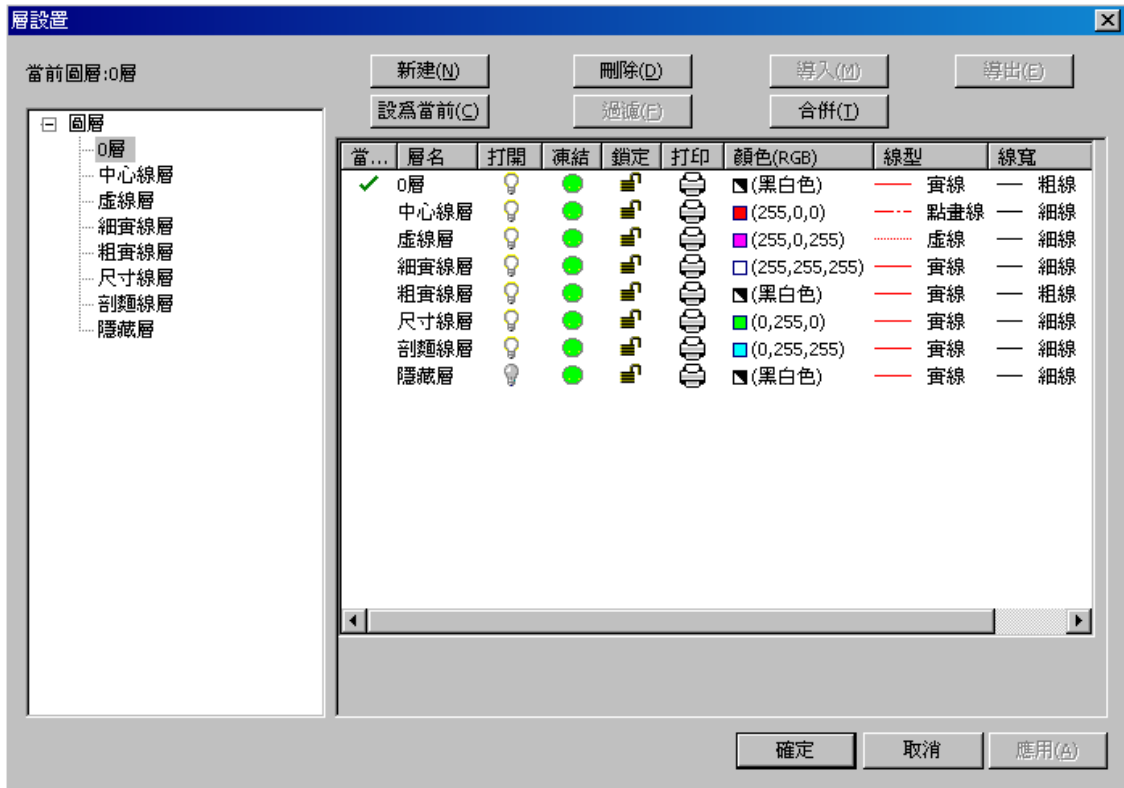 層設置
當前圖層:0層
新建(N) 刪除(D) 導入(M) 導出(E)
設爲當前(C) 過濾(F) 合併(T)
圖層
0層
中心線層
虛線層
細實線層
粗實線層
尺寸線層
剖麵線層
隱藏層
當... 層名 打開 凍結 鎖定 打印 顏色(RGB) 線型 線寬
0層 (黑白色) 實線 粗線
中心線層 (255,0,0) 點畫線 細線
虛線層 (255,0,255) 虛線 細線
細實線層 (255,255,255) 實線 細線
粗實線層 (黑白色) 實線 粗線
尺寸線層 (0,255,0) 實線 細線
剖麵線層 (0,255,255) 實線 細線
隱藏層 (黑白色) 實線 細線
確定 取消 應用(A)